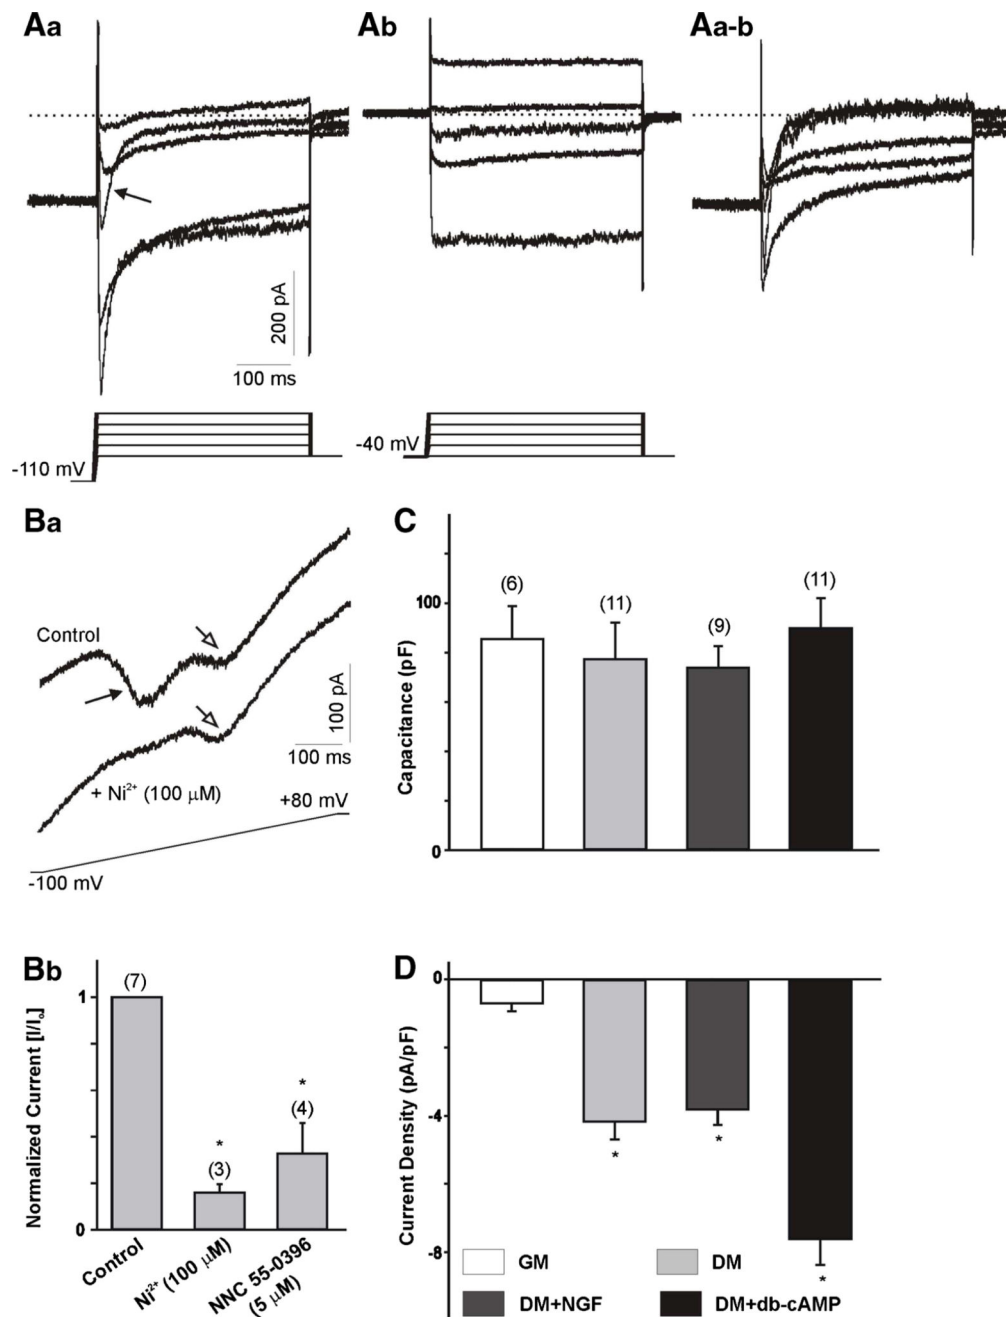 Aa
Ab
Aa-b
200 pA
100 ms
-110 mV
-40 mV
Ba
Control
100 pA
100 ms
+ Ni²⁺ (100 μM)
+80 mV
-100 mV
C
Capacitance (pF)
100
0
(6)
(11)
(9)
(11)
Bb
Normalized Current [I/Iₒ]
1
0
(7)
*
(3)
*
(4)
Control
Ni²⁺ (100 μM)
NNC 55-0396
(5 μM)
D
Current Density (pA/pF)
0
-4
-8
*
*
*
GM
DM
DM+NGF
DM+db-cAMP